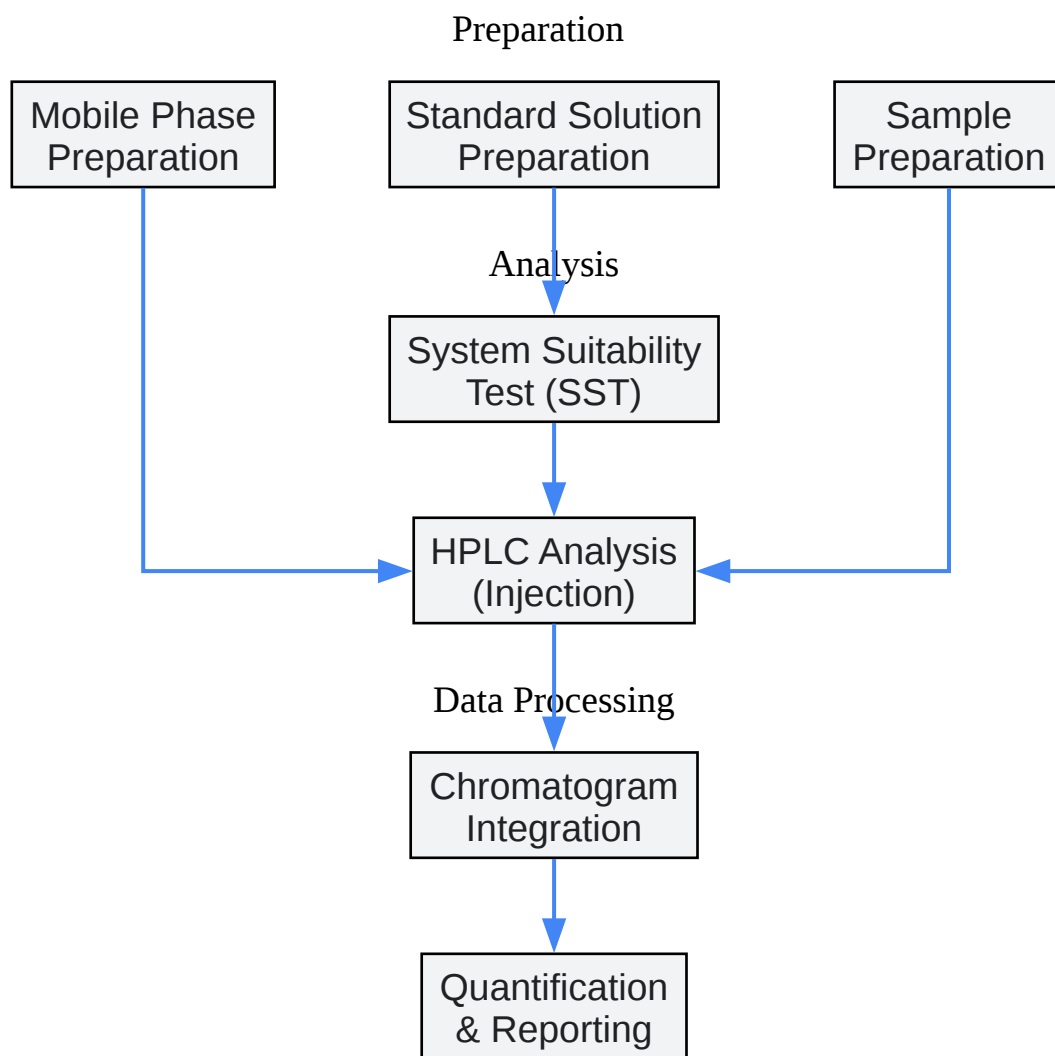 Preparation
Mobile Phase
Preparation
Standard Solution
Preparation
Sample
Preparation
Analysis
System Suitability
Test (SST)
HPLC Analysis
(Injection)
Data Processing
Chromatogram
Integration
Quantification
& Reporting